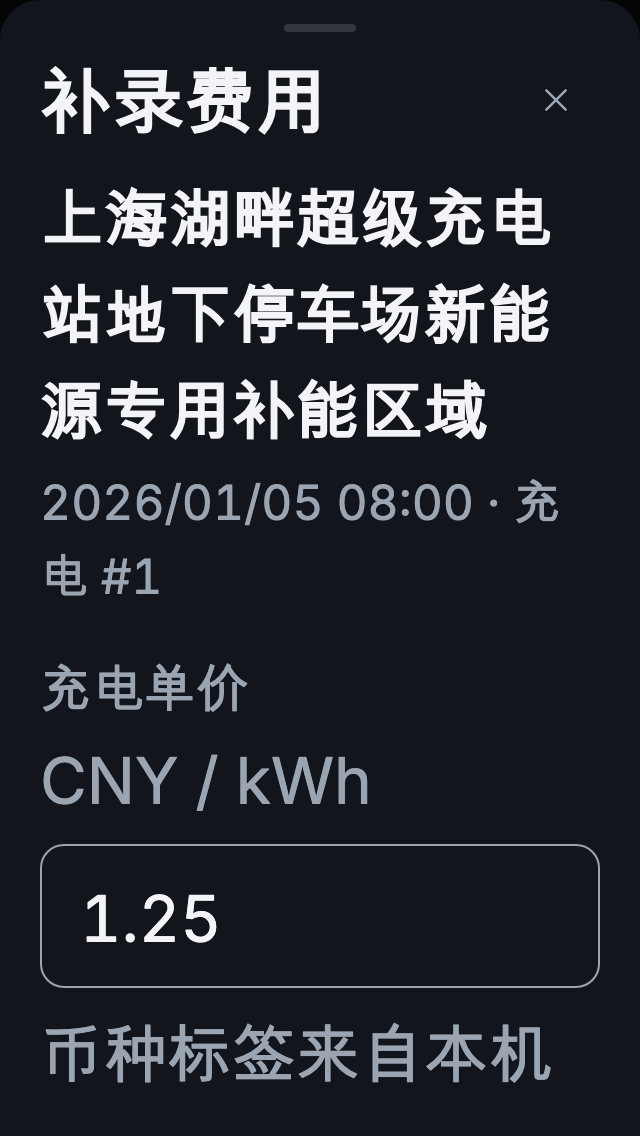 补录费用
上海湖畔超级充电
站地下停车场新能
源专用补能区域
2026/01/05 08:00 · 充
电 #1
充电单价
CNY / kWh
1.25
币种标签来自本机